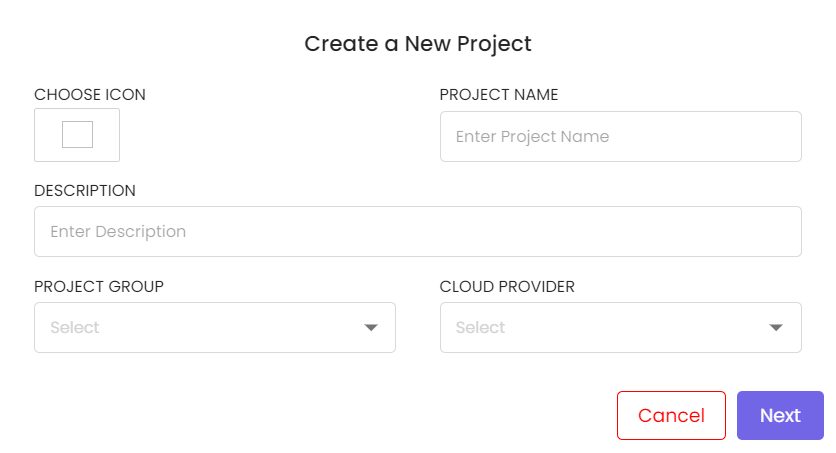 Create a New Project
CHOOSE ICON
PROJECT NAME
Enter Project Name
DESCRIPTION
Enter Description
PROJECT GROUP
CLOUD PROVIDER
Select
Select
Cancel
Next